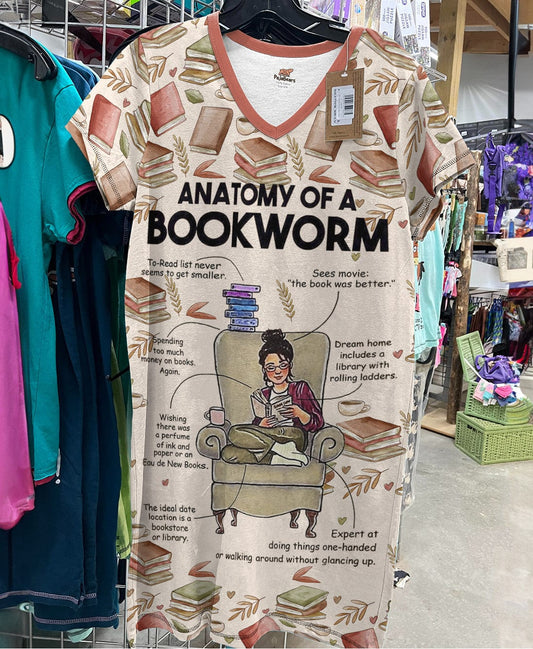 ANATOMY OF A
BOOKWORM
To-Read list never
seems to get smaller.
Sees movie:
"the book was better."
Spending
too much
money on books.
Again.
Dream home
includes a
library with
rolling ladders.
Wishing
there was
a perfume
of ink and
paper or an
Eau de New Books.
The ideal date
location is a
bookstore
or library.
Expert at
doing things one-handed
or walking around without glancing up.